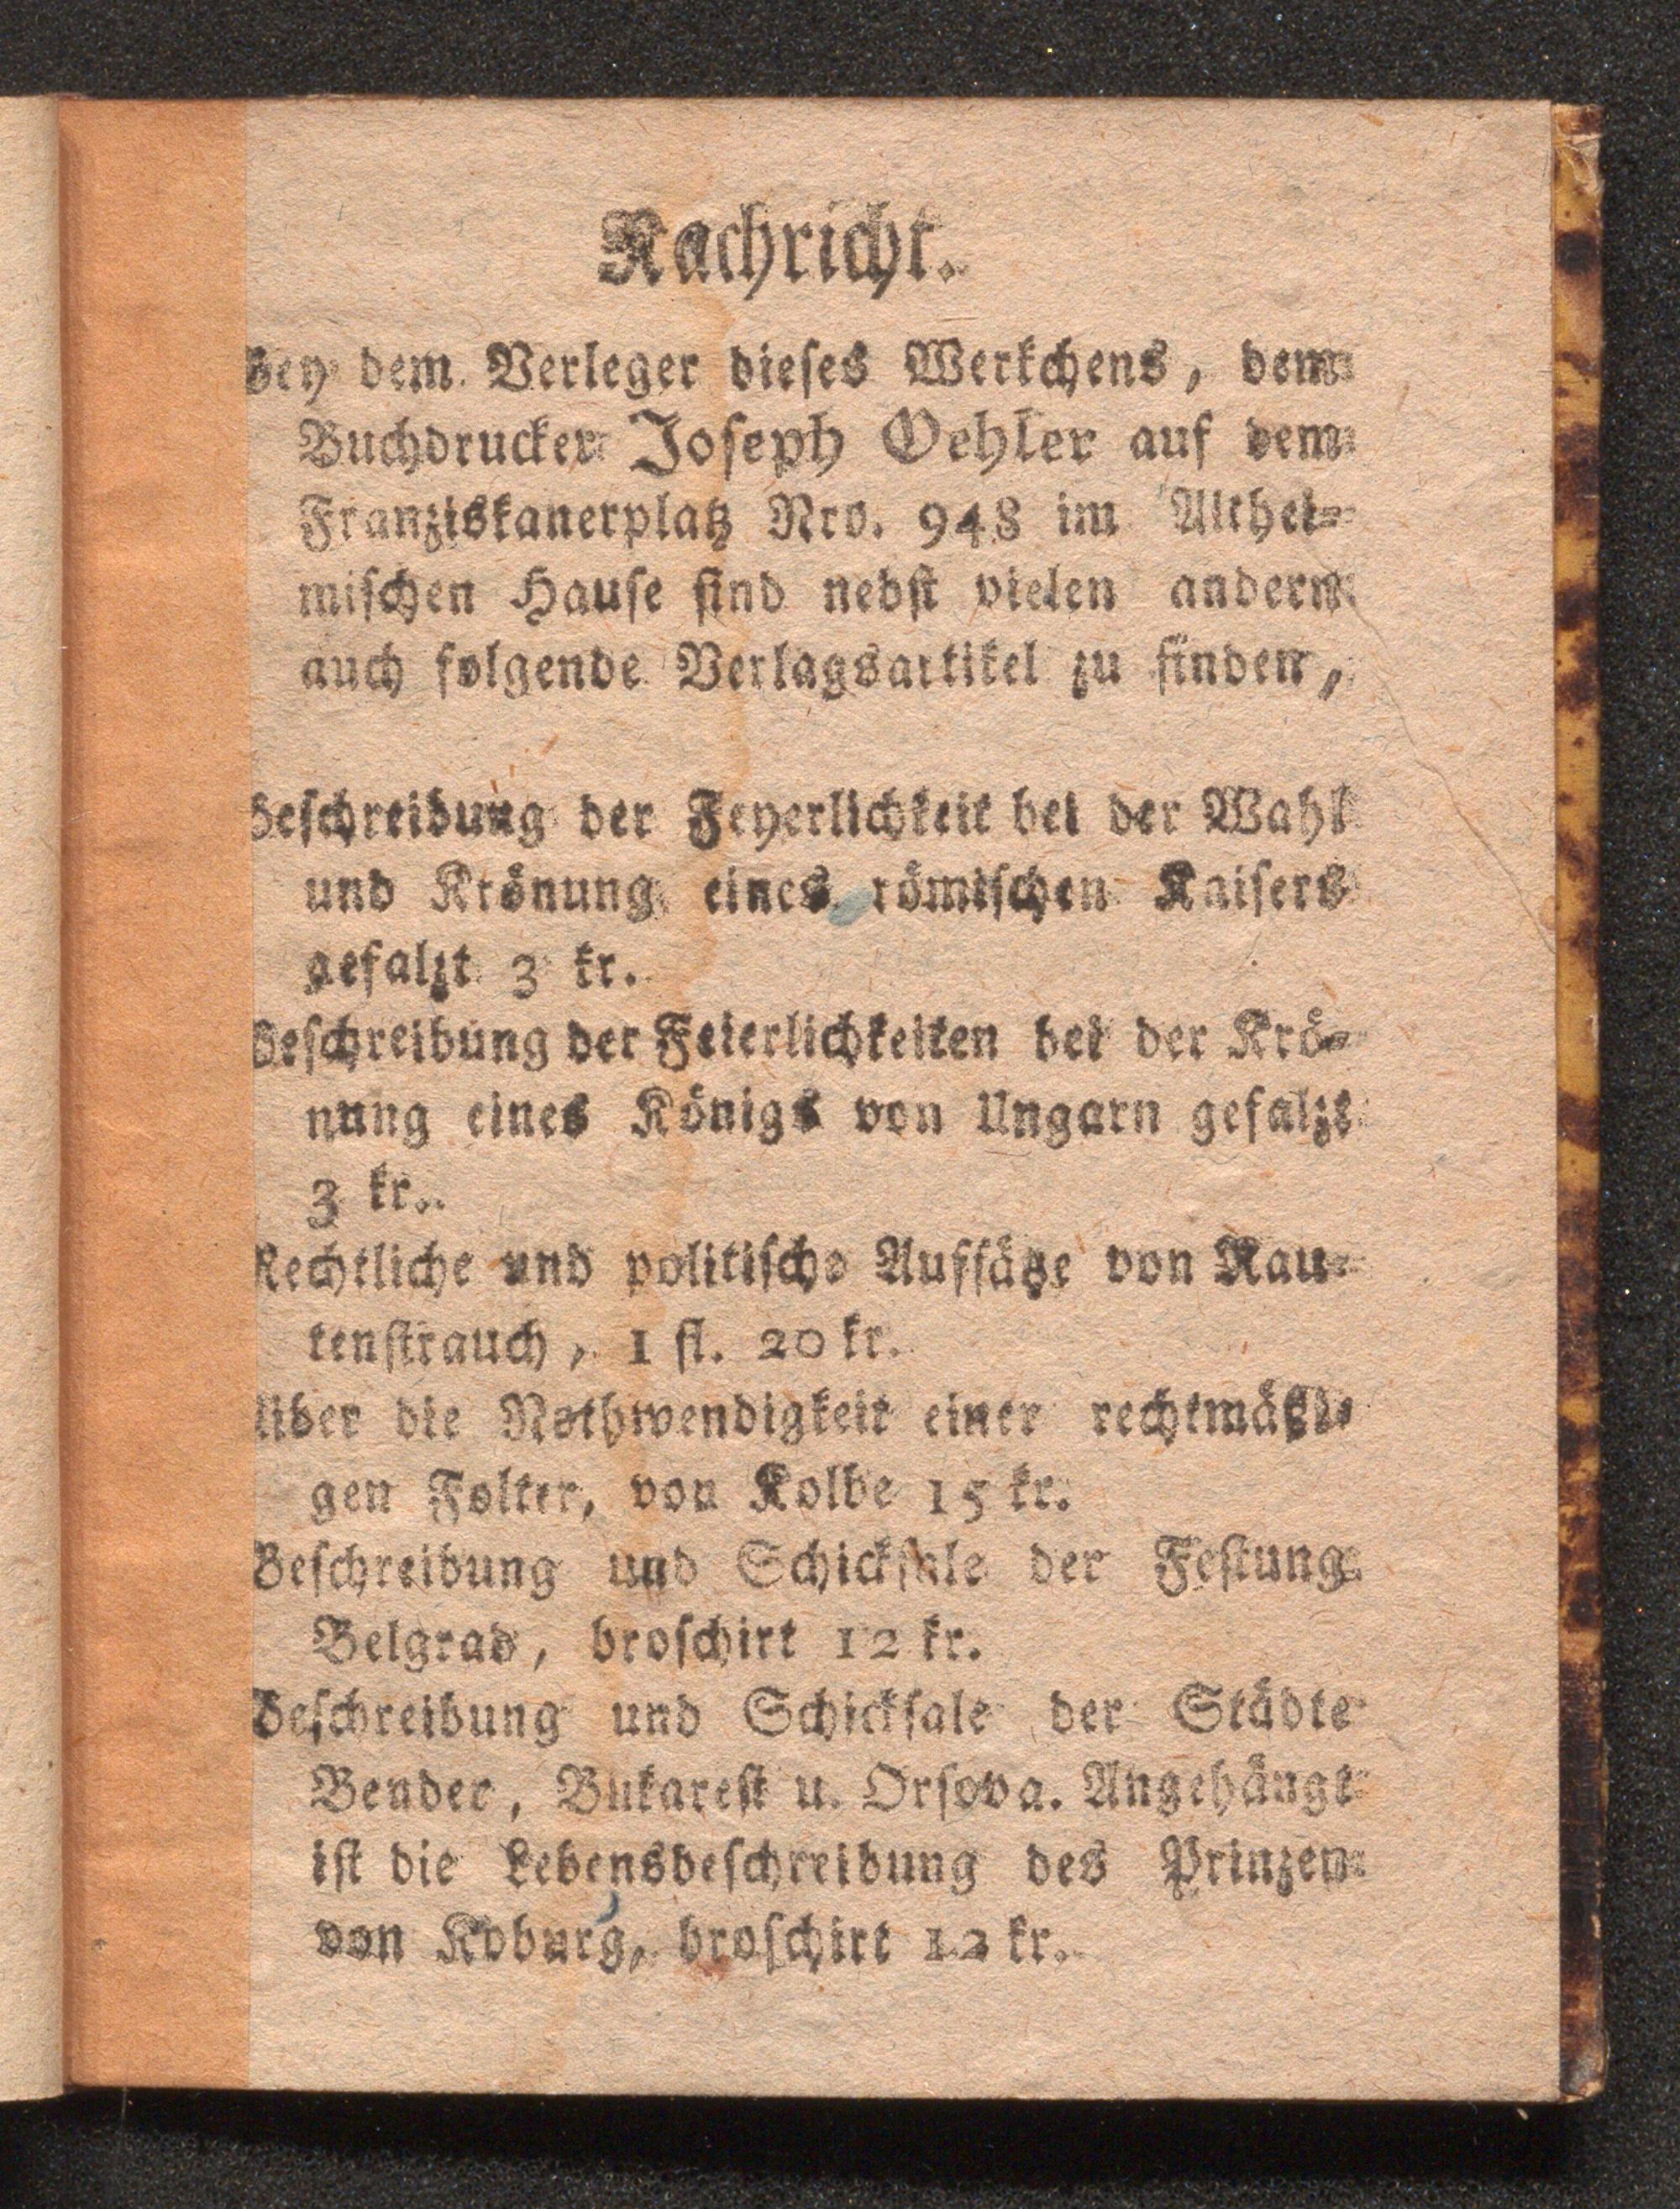 Nachricht.
Bey dem Verleger dieses Werkchens, dem
Buchdrucker Joseph Oehler auf dem
Franziskanerplatz Nro. 948 im Althei-
mischen Hause sind nebst vielen andern
auch folgende Verlagsartikel zu finden,
Beschreibung der Feyerlichkeit bei der Wahl
und Krönung eines römischen Kaisers
gefalzt 3 kr.
Beschreibung der Feierlichkeiten bei der Krö-
nung eines Königs von Ungarn gefalzt
3 kr.
Rechtliche und politische Aufsätze von Rau-
tenstrauch, 1 fl. 20 kr.
Uiber die Nothwendigkeit einer rechtmäßi-
gen Folter, von Kolbe 15 kr.
Beschreibung und Schicksale der Festung
Belgrad, broschirt 12 kr.
Beschreibung und Schicksale der Städte
Bender, Bukarest u. Orsova. Angehängt
ist die Lebensbeschreibung des Prinzen
von Koburg, broschirt 12 kr.